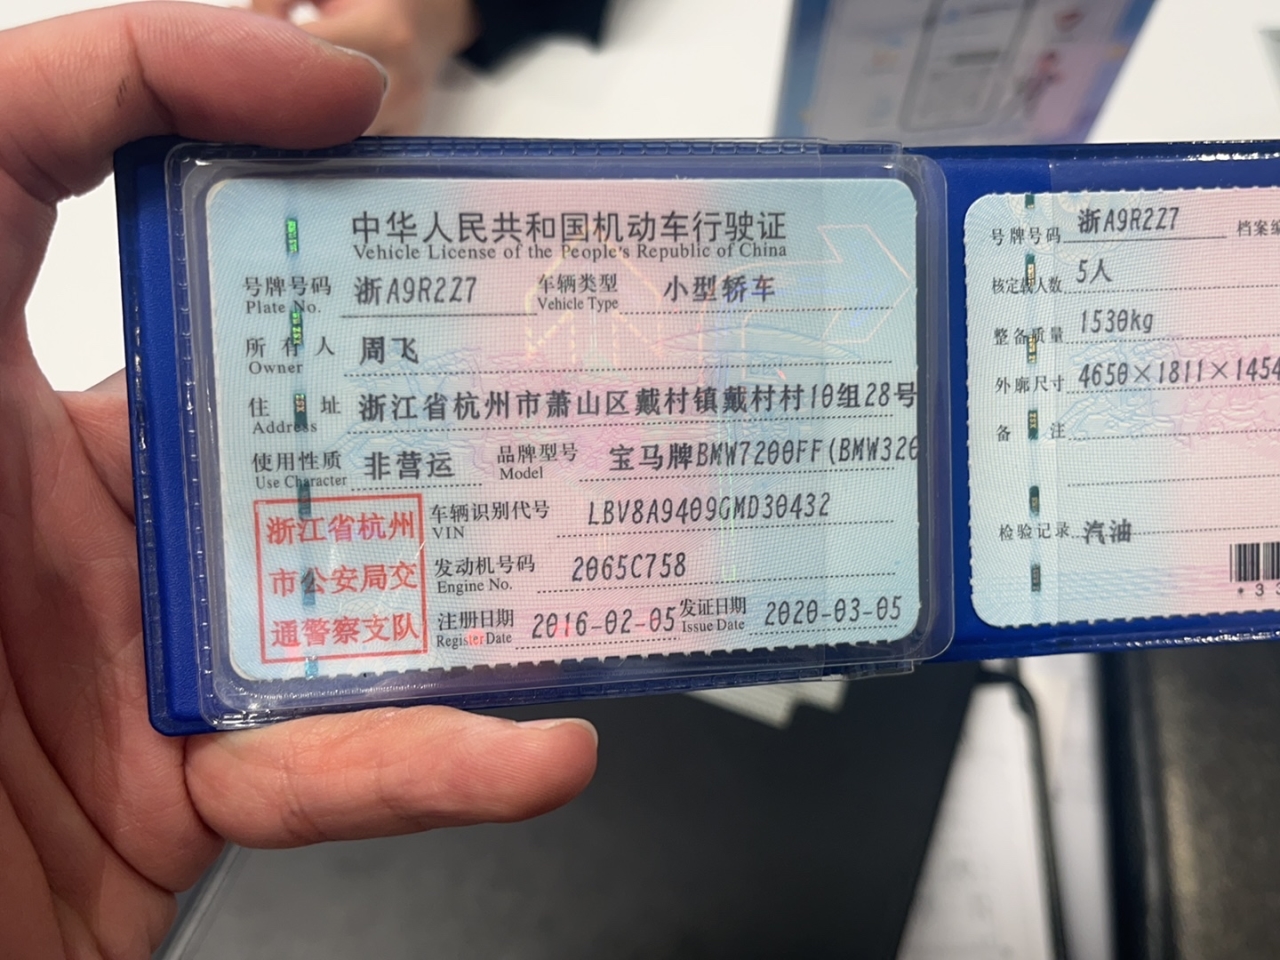 中华人民共和国机动车行驶证
Vehicle License of the People's Republic of China
号牌号码 浙A9R2Z7 车辆类型 小型轿车
Plate No. Vehicle Type
所有人 周飞
Owner
住址 浙江省杭州市萧山区戴村镇戴村村10组28号
Address
使用性质 非营运 品牌型号 宝马牌BMW7200FF(BMW320
Use Character Model
浙江省杭州
市公安局交
通警察支队
车辆识别代号 LBV8A9409GMD30432
VIN
发动机号码 2065C758
Engine No.
注册日期 2016-02-05 发证日期 2020-03-05
Register Date Issue Date
号牌号码 浙A9R2Z7 档案编
核定载人数 5人
整备质量 1530kg
外廓尺寸 4650×1811×1454
备注
检验记录 汽油
*3